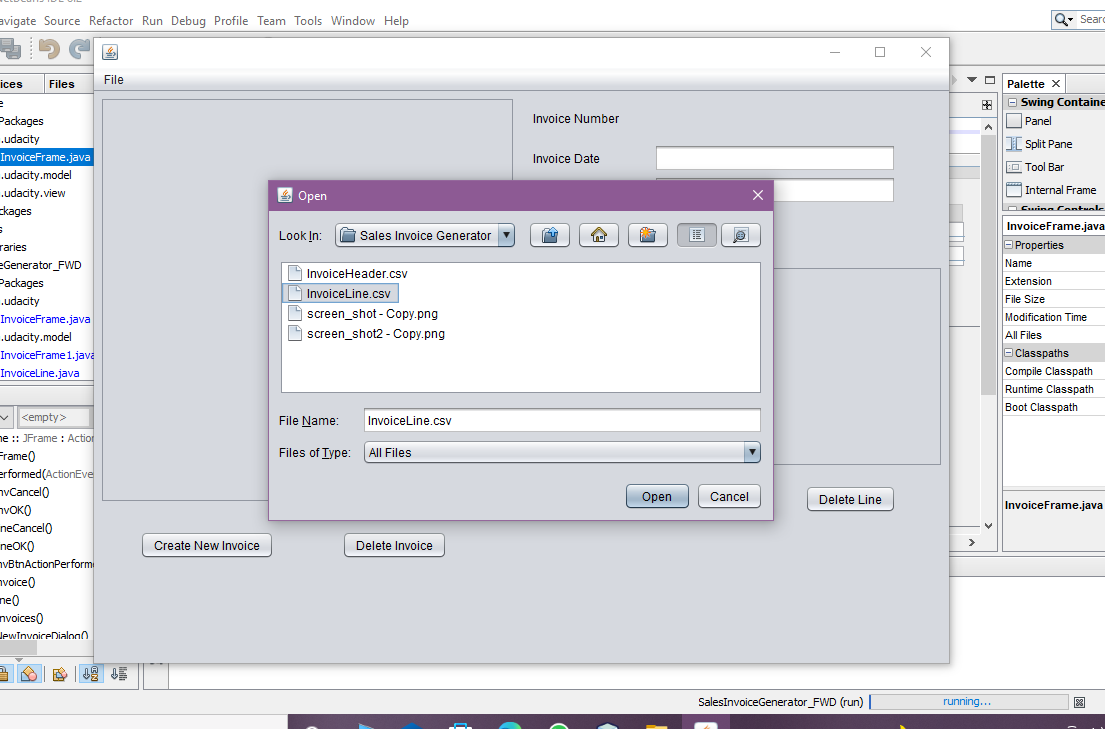 avigate Source Refactor Run Debug Profile Team Tools Window Help
Sear
File
ices Files
e
Packages
.udacity
InvoiceFrame.java
.udacity.model
.udacity.view
ckages
s
raries
eGenerator_FWD
Packages
.udacity
InvoiceFrame.java
.udacity.model
InvoiceFrame1.java
InvoiceLine.java
<empty>
me :: JFrame : Action
Frame()
erformed(ActionEve
nvCancel()
nvOK()
neCancel()
neOK()
nvBtnActionPerform
nvoice()
ne()
nvoices()
NewInvoiceDialog()
Invoice Number
Invoice Date
Open
Look In: Sales Invoice Generator
InvoiceHeader.csv
InvoiceLine.csv
screen_shot - Copy.png
screen_shot2 - Copy.png
File Name: InvoiceLine.csv
Files of Type: All Files
Open Cancel
Delete Line
Create New Invoice Delete Invoice
Palette
Swing Containe
Panel
Split Pane
Tool Bar
Internal Frame
Swing Controls
InvoiceFrame.java
Properties
Name
Extension
File Size
Modification Time
All Files
Classpaths
Compile Classpath
Runtime Classpath
Boot Classpath
InvoiceFrame.java
SalesInvoiceGenerator_FWD (run) running...